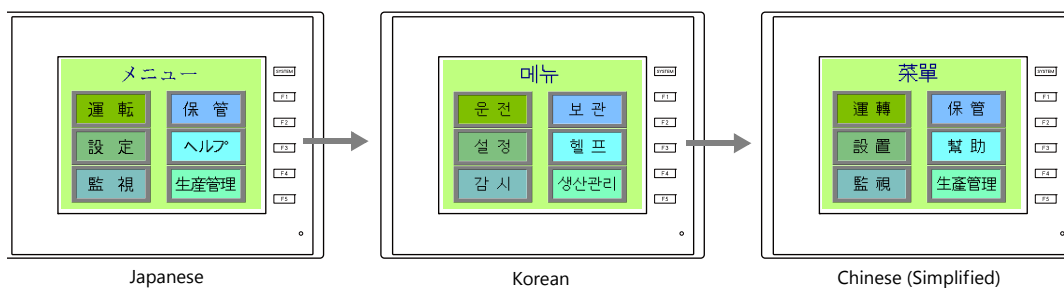 メニュー
運 転
保 管
設 定
ヘルプ
監 視
生産管理
SYSTEM
F1
F2
F3
F4
F5
Japanese
메뉴
운 전
보 관
설 정
헬 프
감 시
생산관리
SYSTEM
F1
F2
F3
F4
F5
Korean
菜單
運 轉
保 管
設 置
幫 助
監 視
生產管理
SYSTEM
F1
F2
F3
F4
F5
Chinese (Simplified)